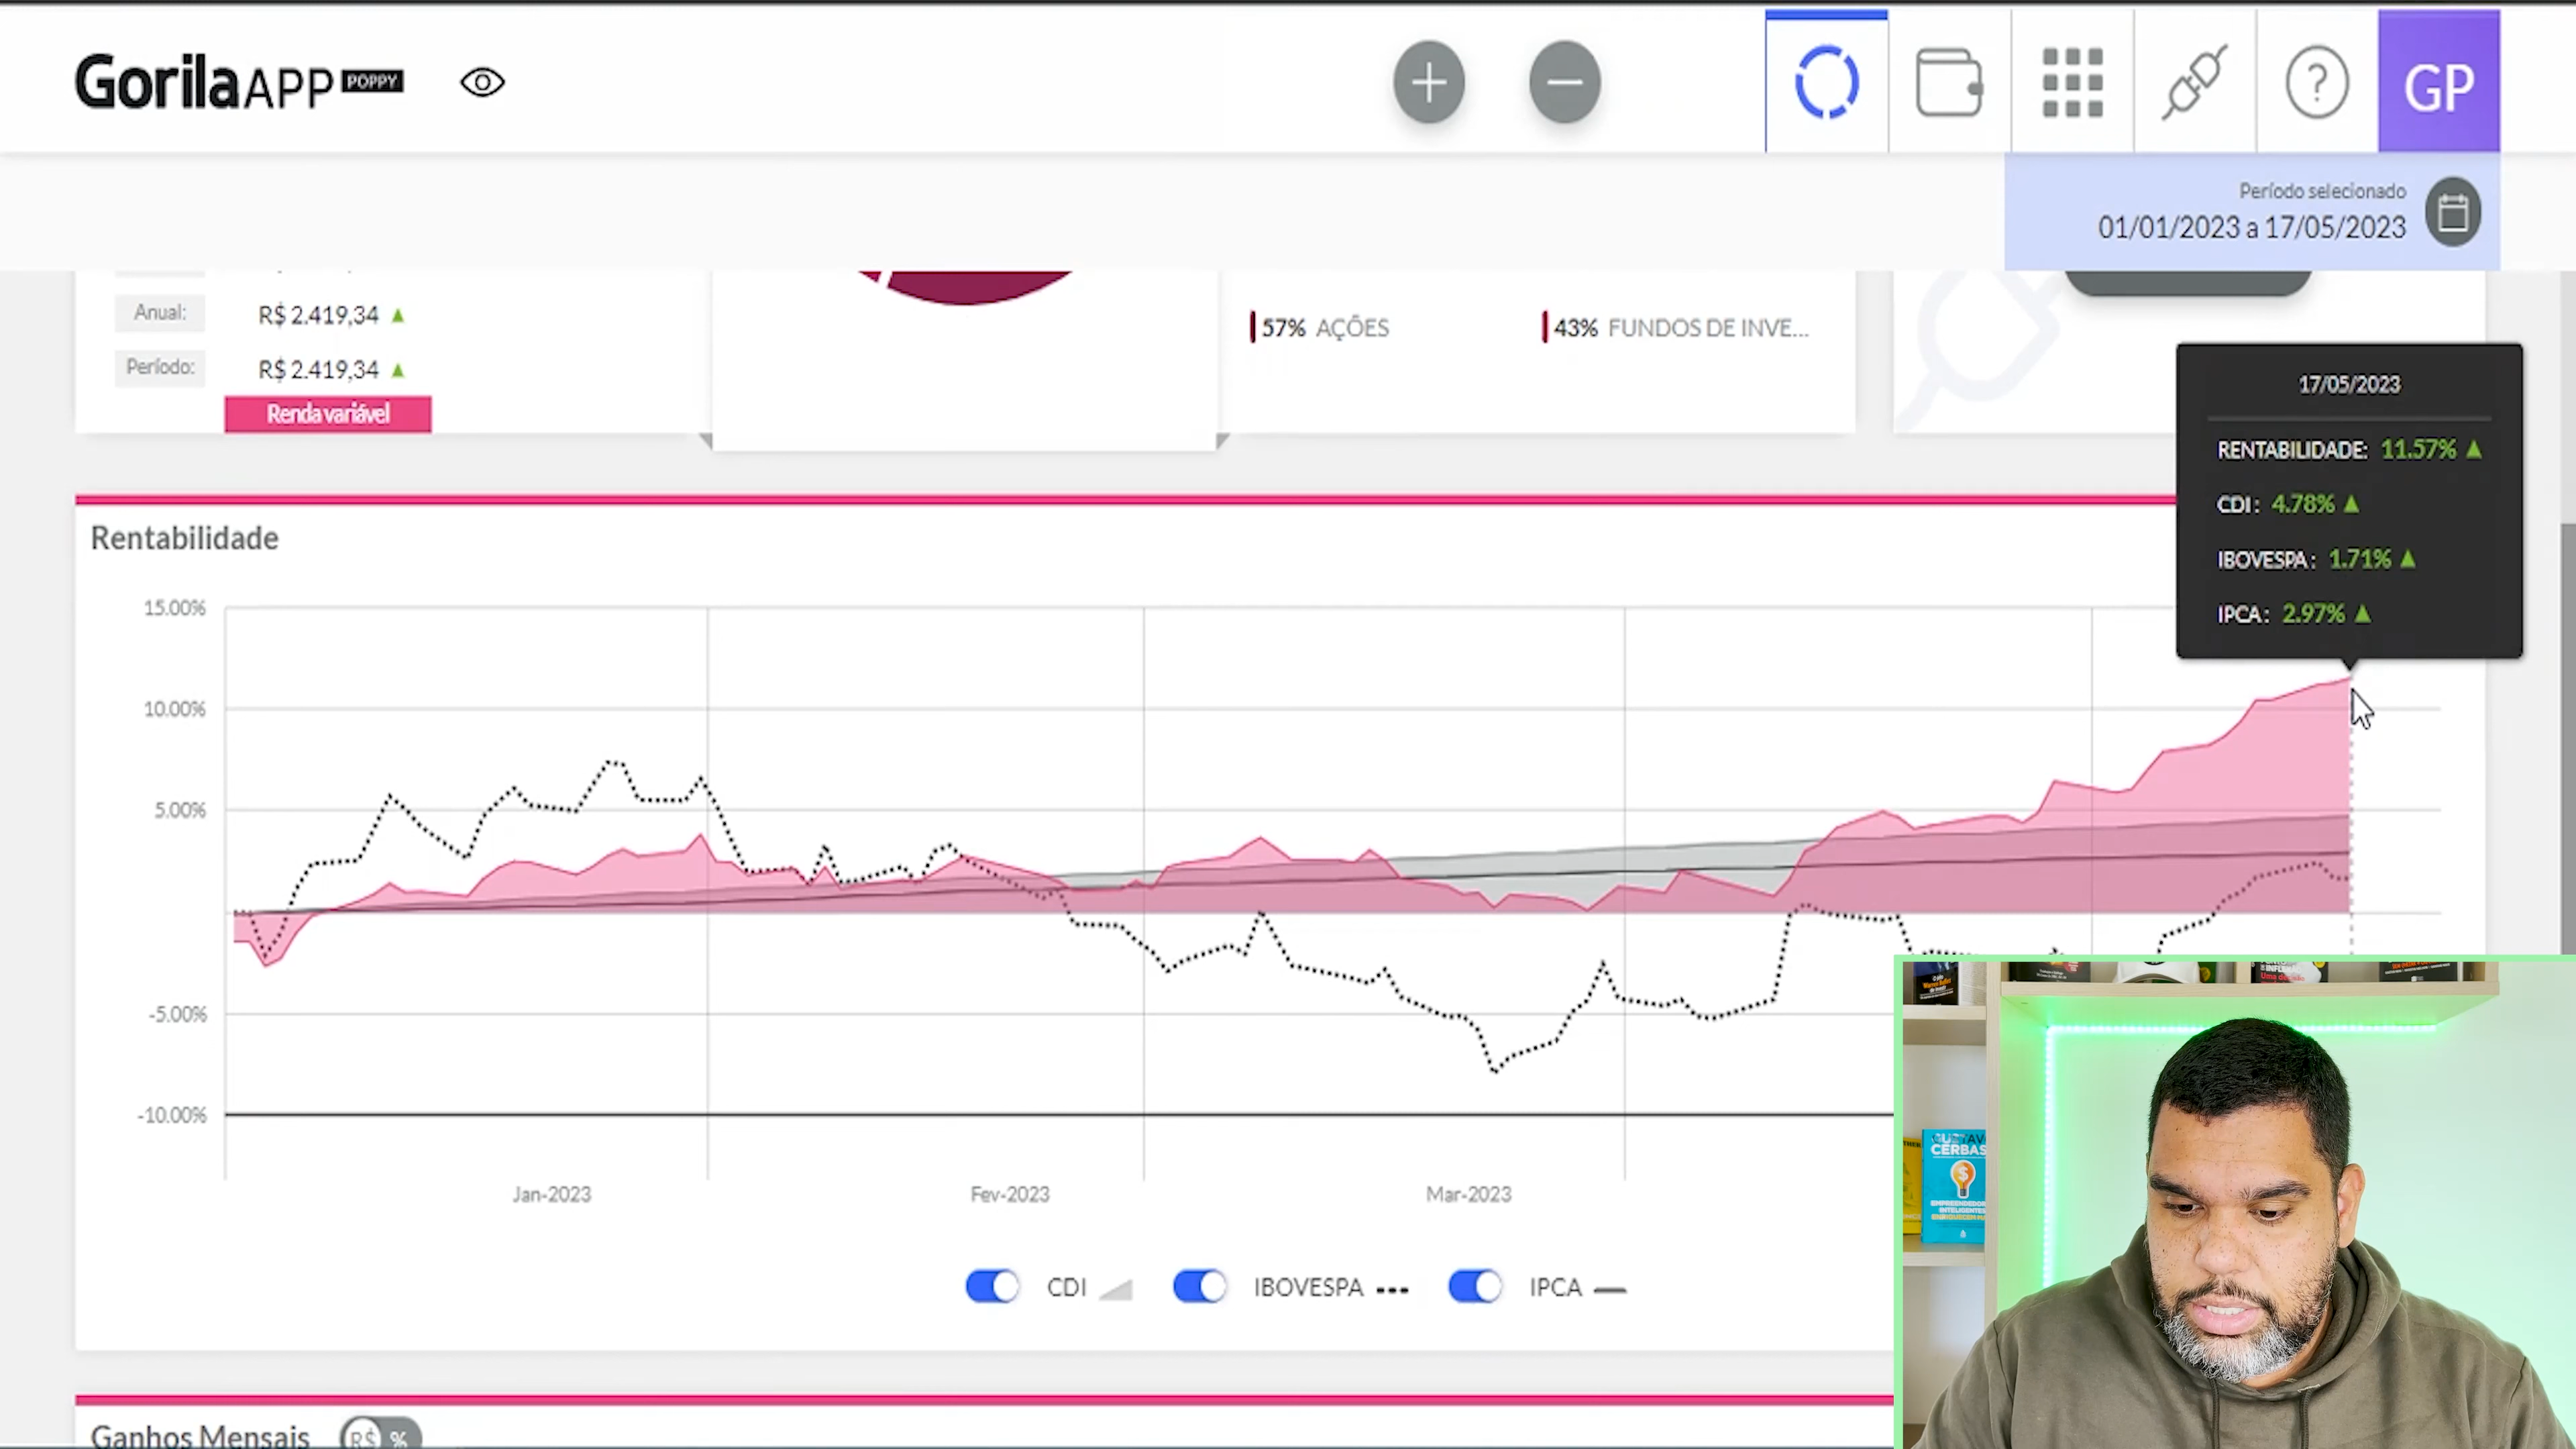 GorilaAPP POPPY
GP
Período selecionado
01/01/2023 a 17/05/2023
Anual: R$ 2.419,34
Período: R$ 2.419,34
Renda variável
57% AÇÕES
43% FUNDOS DE INVE...
17/05/2023
RENTABILIDADE: 11.57%
CDI: 4.78%
IBOVESPA: 1.71%
IPCA: 2.97%
Rentabilidade
15.00%
10.00%
5.00%
-5.00%
-10.00%
Jan-2023
Fev-2023
Mar-2023
CDI
IBOVESPA
IPCA
Ganhos Mensais R$ %
CERBAS